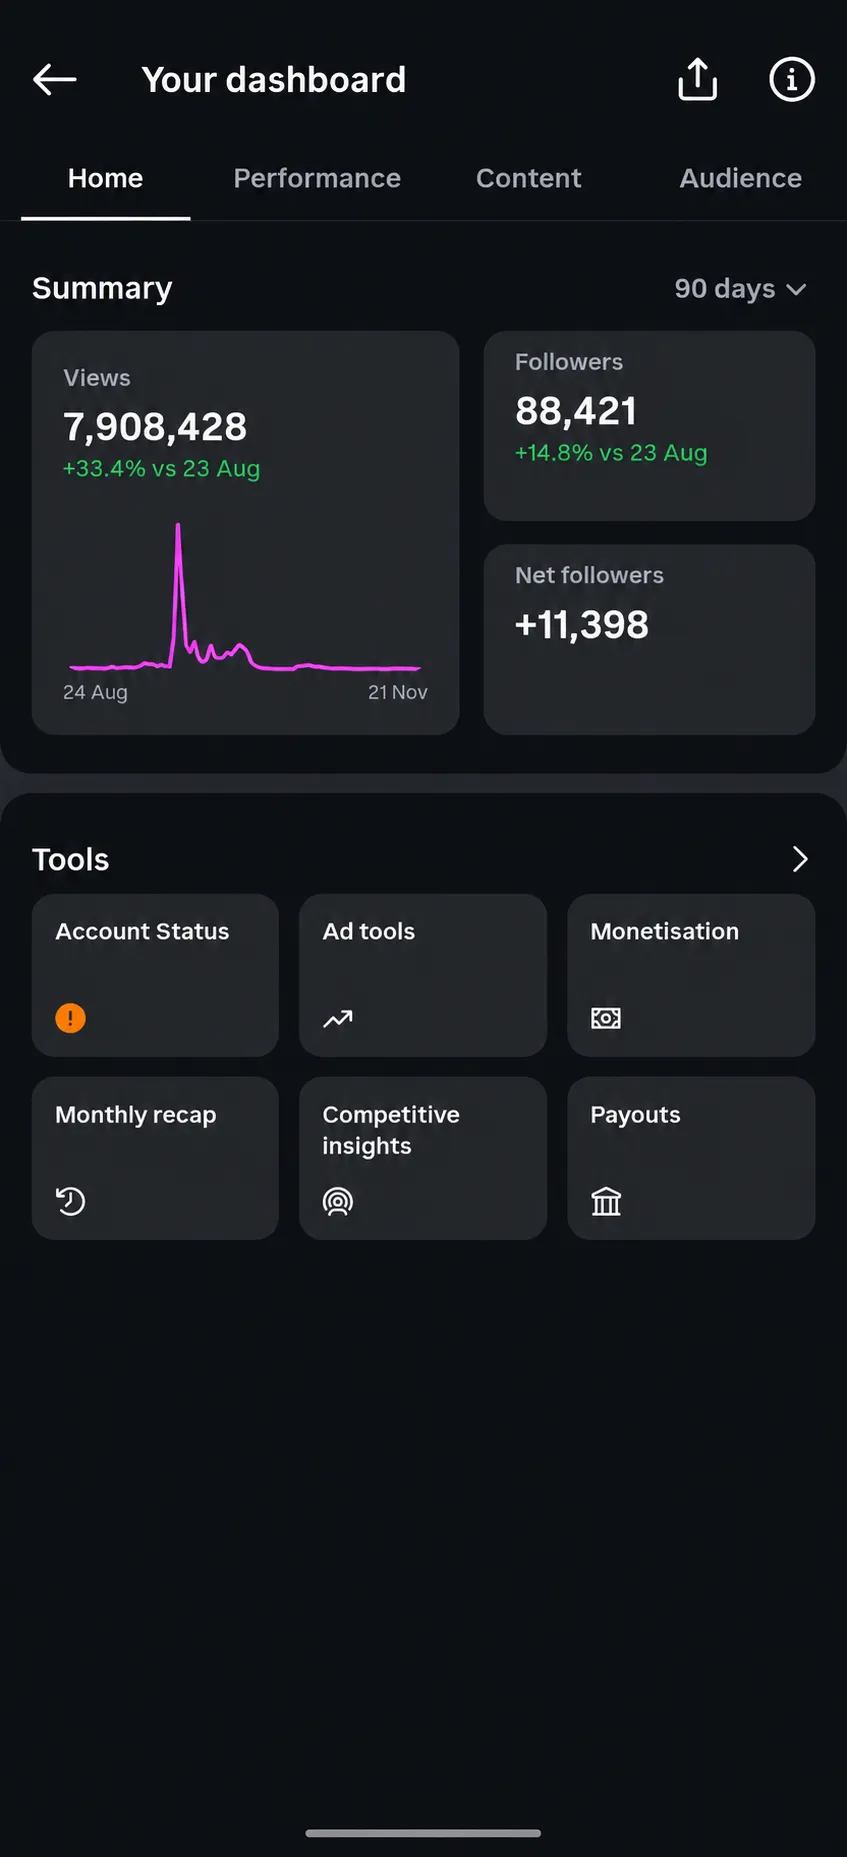 Your dashboard
Home
Performance
Content
Audience
Summary
90 days
Views
7,908,428
+33.4% vs 23 Aug
24 Aug
21 Nov
Followers
88,421
+14.8% vs 23 Aug
Net followers
+11,398
Tools
Account Status
Ad tools
Monetisation
Monthly recap
Competitive
insights
Payouts